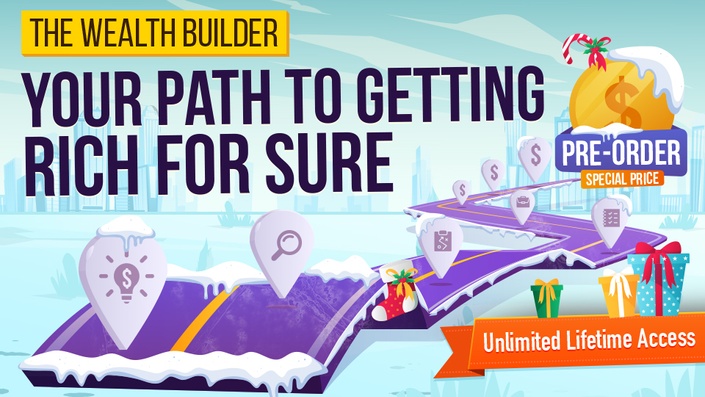 THE WEALTH BUILDER
YOUR PATH TO GETTING
RICH FOR SURE
PRE-ORDER
SPECIAL PRICE
Unlimited Lifetime Access